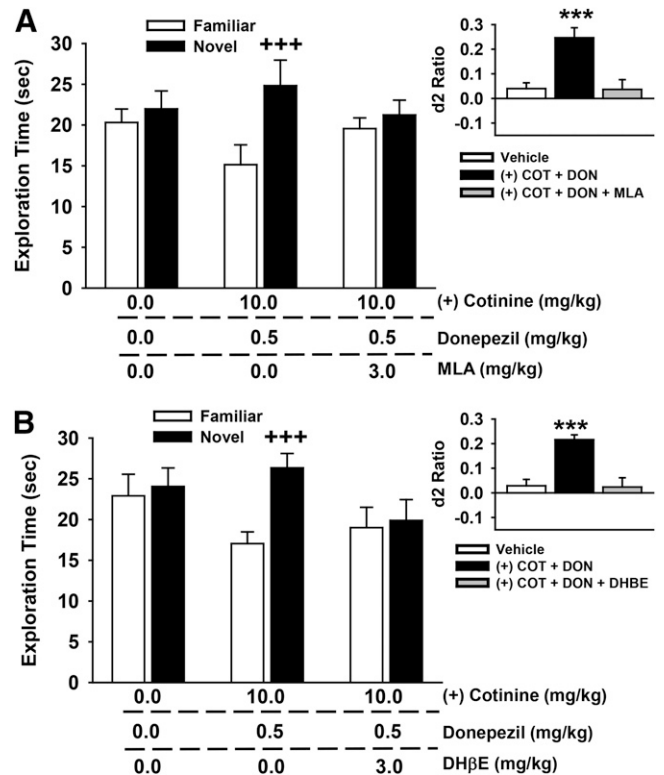 A
Familiar
Novel
+++
30
25
20
15
10
5
0
Exploration Time (sec)
0.0 10.0 10.0 (+) Cotinine (mg/kg)
0.0 0.5 0.5 Donepezil (mg/kg)
0.0 0.0 3.0 MLA (mg/kg)
***
0.3
0.2
0.1
0.0
-0.1
d2 Ratio
Vehicle
(+) COT + DON
(+) COT + DON + MLA
B
Familiar
Novel
+++
30
25
20
15
10
5
0
Exploration Time (sec)
0.0 10.0 10.0 (+) Cotinine (mg/kg)
0.0 0.5 0.5 Donepezil (mg/kg)
0.0 0.0 3.0 DHβE (mg/kg)
***
0.3
0.2
0.1
0.0
-0.1
d2 Ratio
Vehicle
(+) COT + DON
(+) COT + DON + DHBE